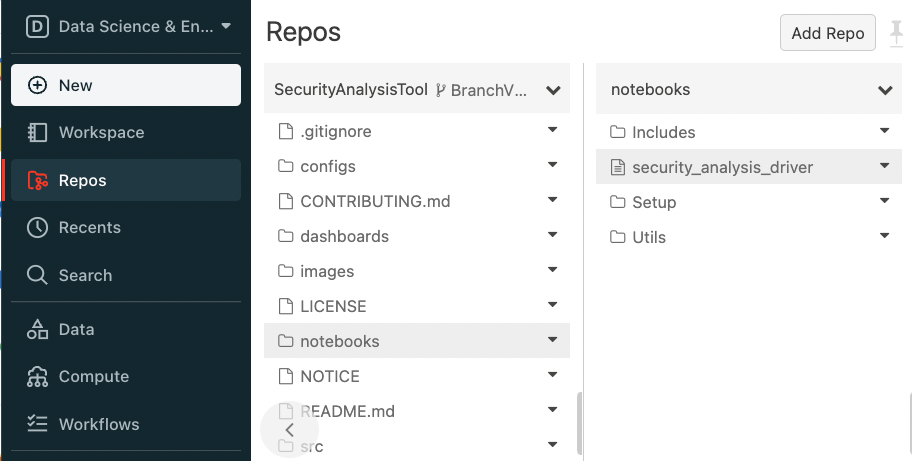 D Data Science & En...
New
Workspace
Repos
Recents
Search
Data
Compute
Workflows
Repos
Add Repo
SecurityAnalysisTool BranchV...
.gitignore
configs
CONTRIBUTING.md
dashboards
images
LICENSE
notebooks
NOTICE
README.md
src
notebooks
Includes
security_analysis_driver
Setup
Utils